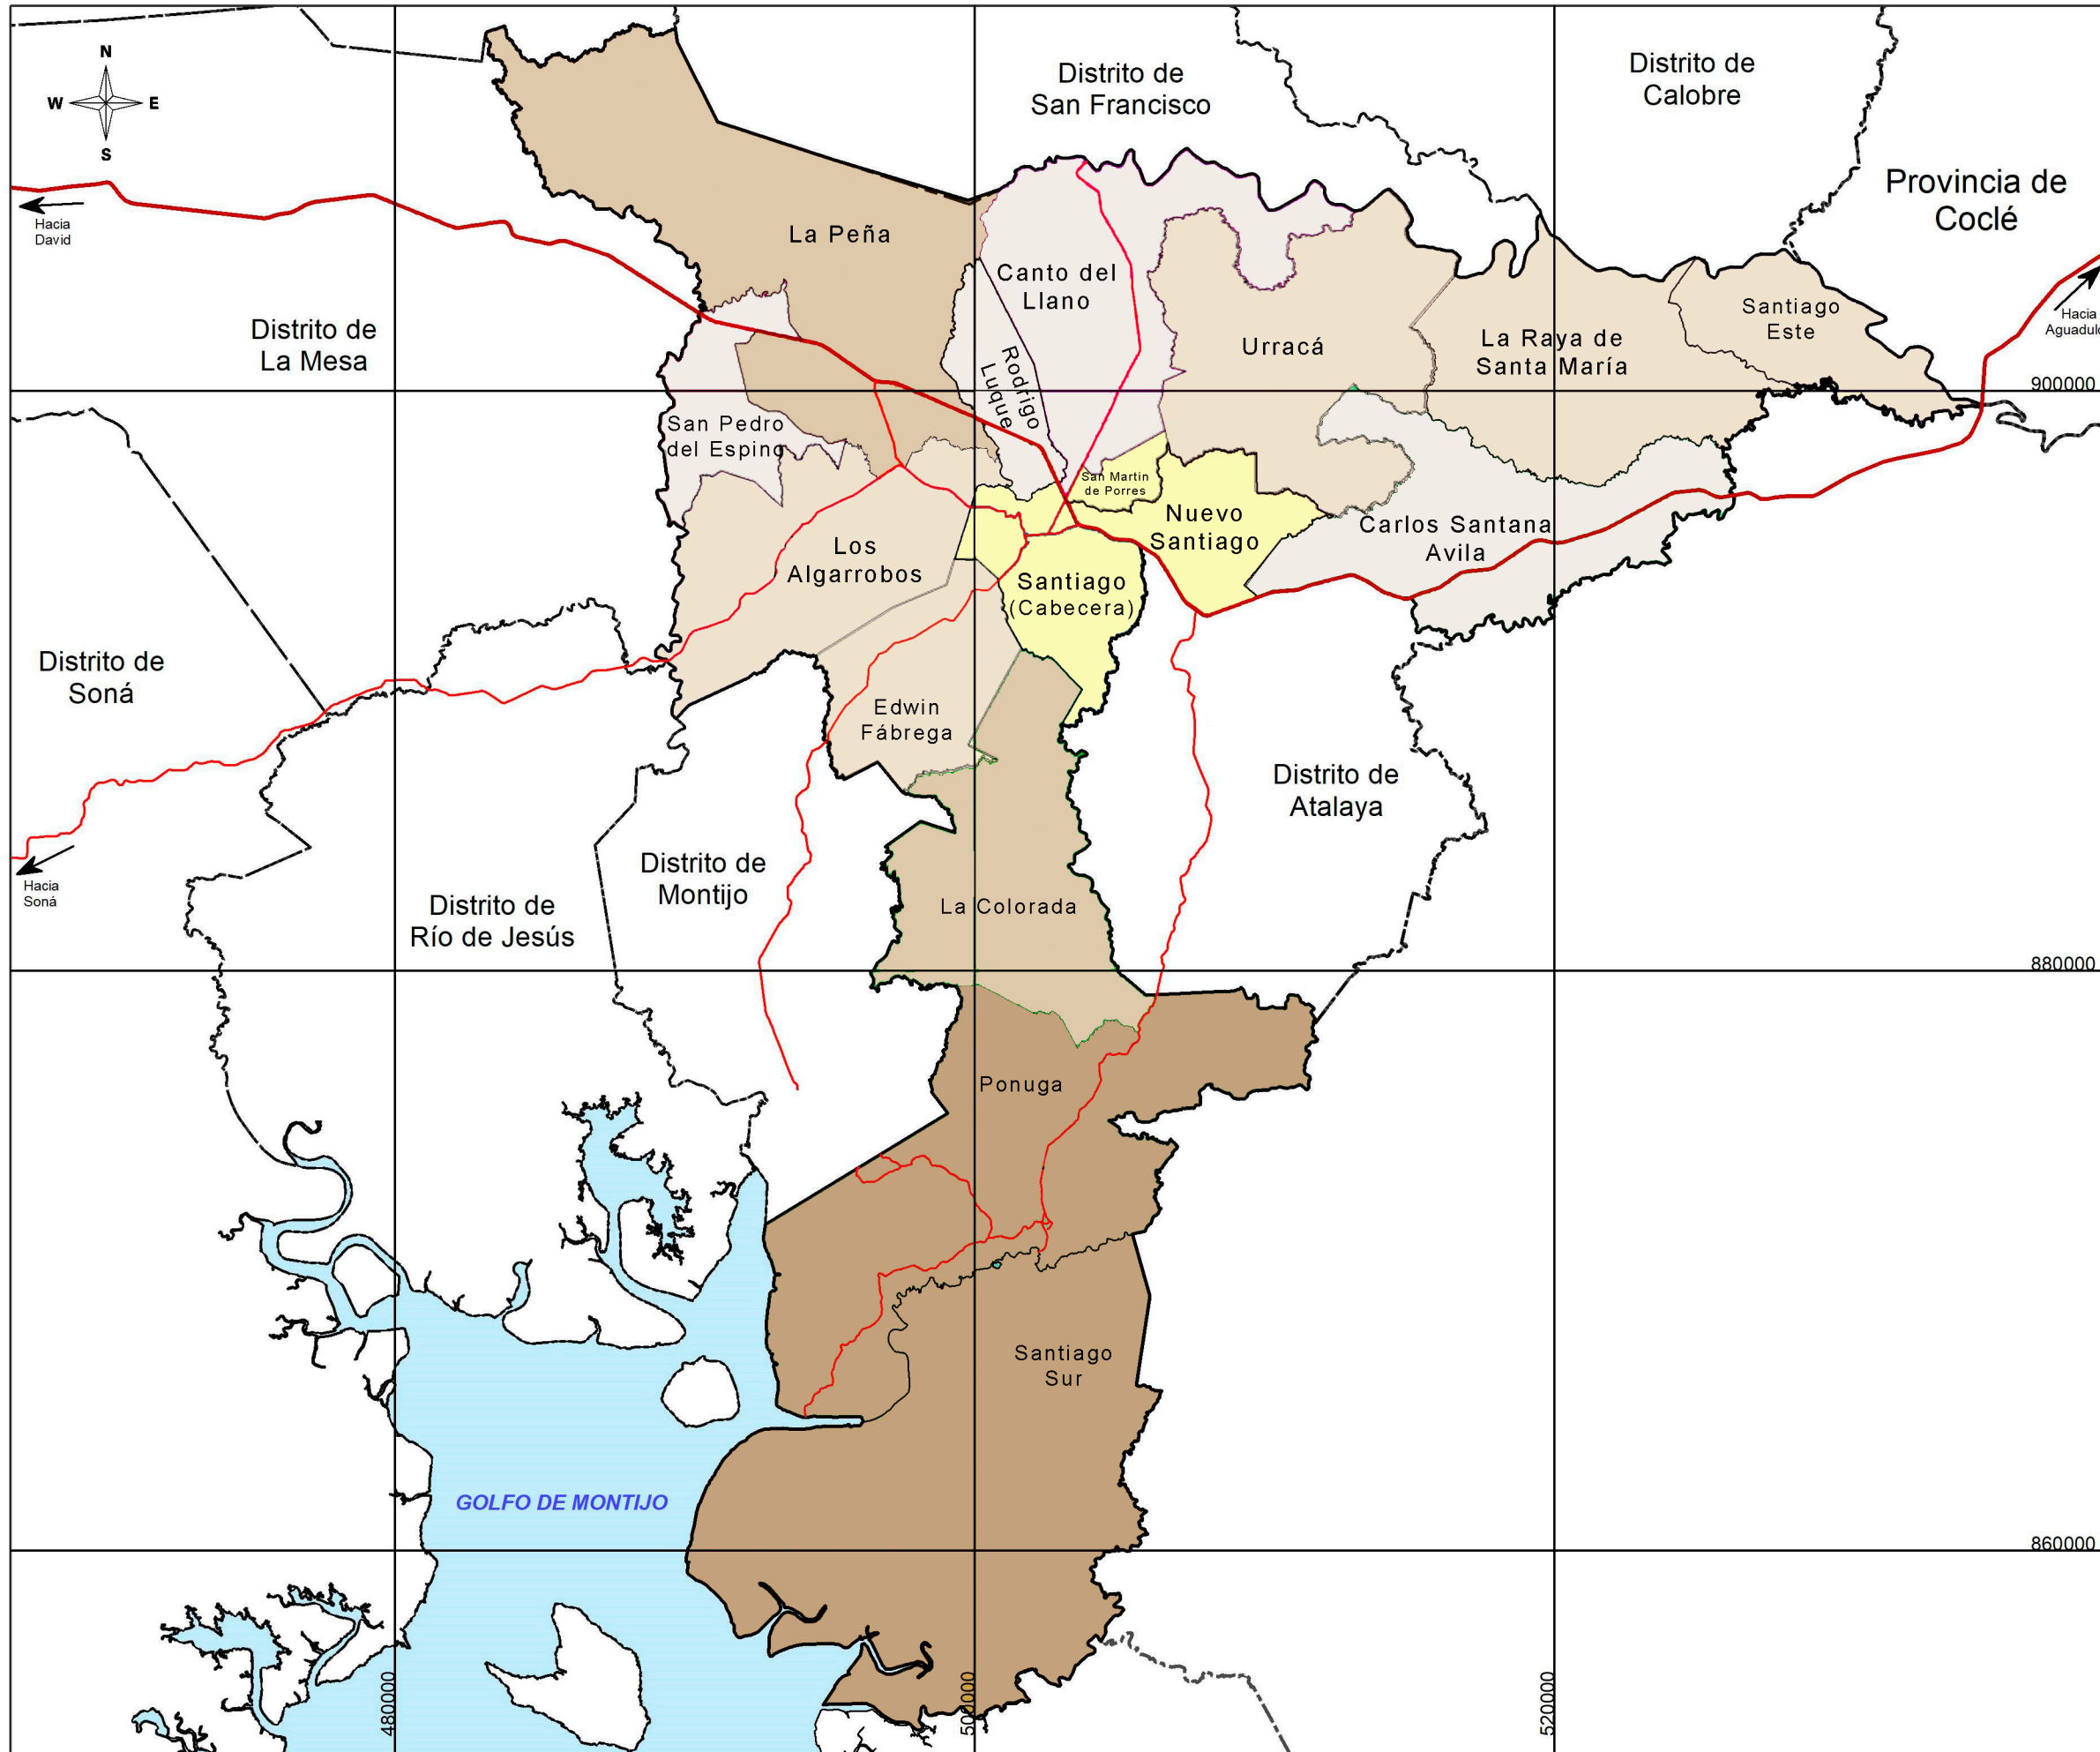 N
W E
S
Distrito de
San Francisco
Distrito de
Calobre
Provincia de
Coclé
Hacia
David
La Peña
Canto del
Llano
Rodrigo
Luque
Urracá
La Raya de
Santa María
Santiago
Este
Hacia
Aguadulc
Distrito de
La Mesa
900000
San Pedro
del Espino
San Martin
de Porres
Nuevo
Santiago
Carlos Santana
Avila
Los
Algarrobos
Santiago
(Cabecera)
Distrito de
Soná
Edwin
Fábrega
Distrito de
Atalaya
Hacia
Soná
Distrito de
Montijo
Distrito de
Río de Jesús
La Colorada
880000
Ponuga
Santiago
Sur
GOLFO DE MONTIJO
860000
480000
500000
520000